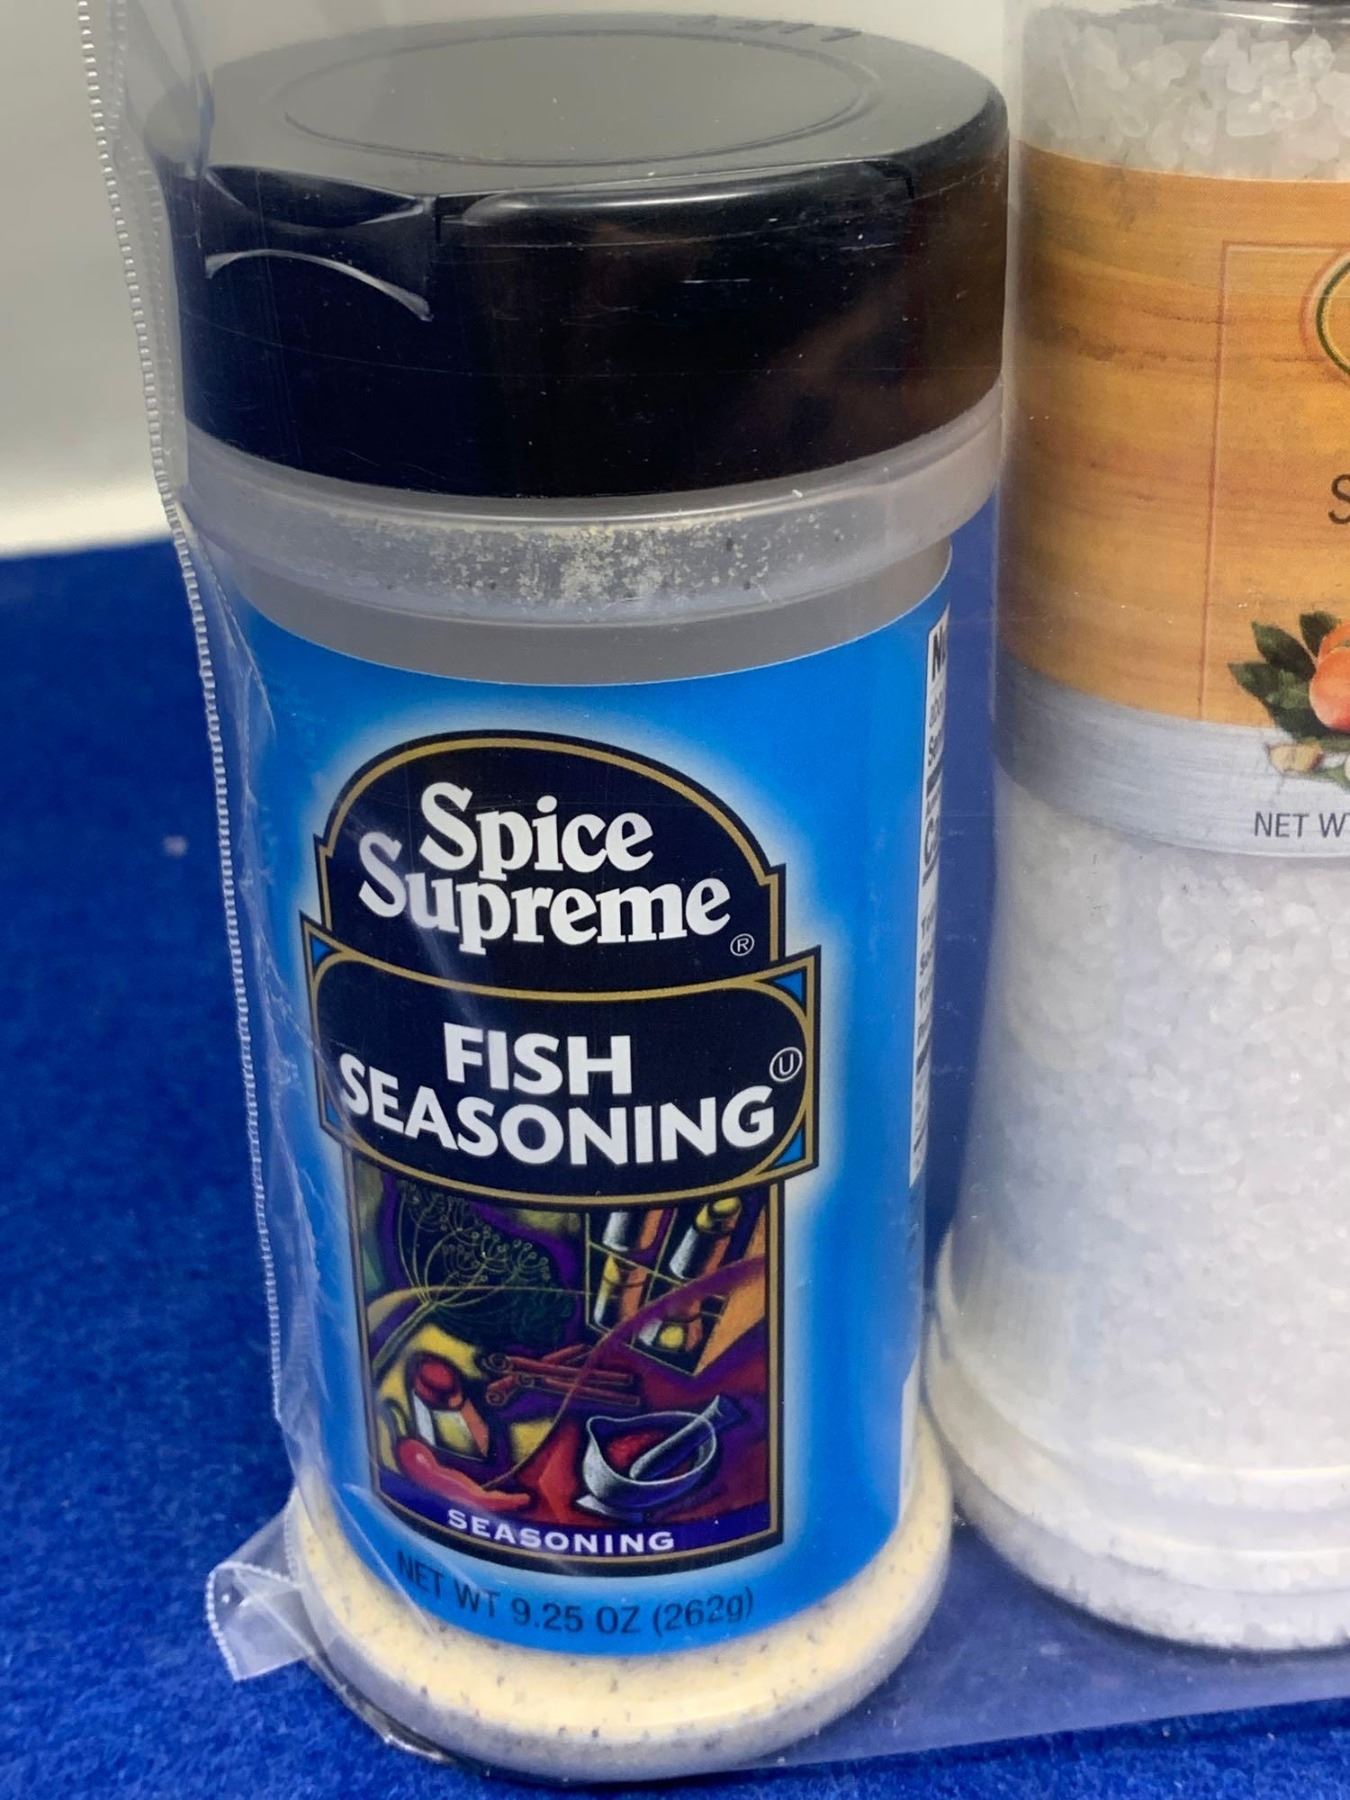 Spice
Supreme®
FISH
SEASONING Ⓤ
SEASONING
NET WT 9.25 OZ (262g)
NET